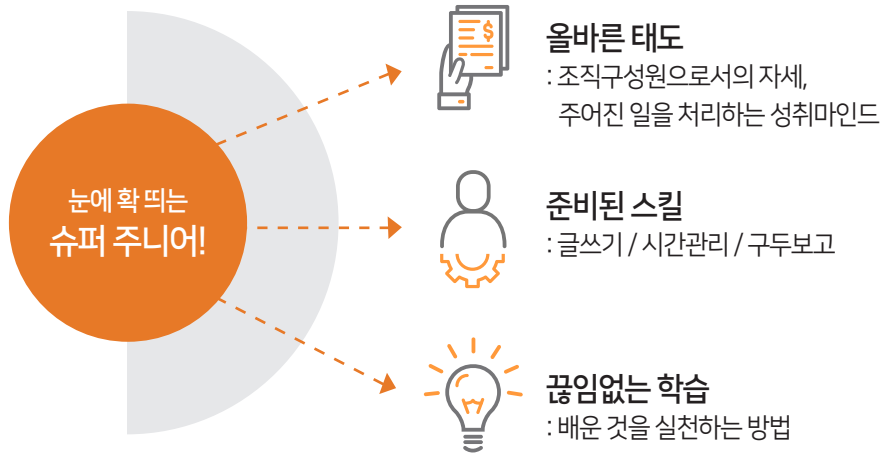 눈에 확 띄는
슈퍼 주니어!
올바른 태도
: 조직구성원으로서의 자세,
주어진 일을 처리하는 성취마인드
준비된 스킬
: 글쓰기 / 시간관리 / 구두보고
끊임없는 학습
: 배운 것을 실천하는 방법
$